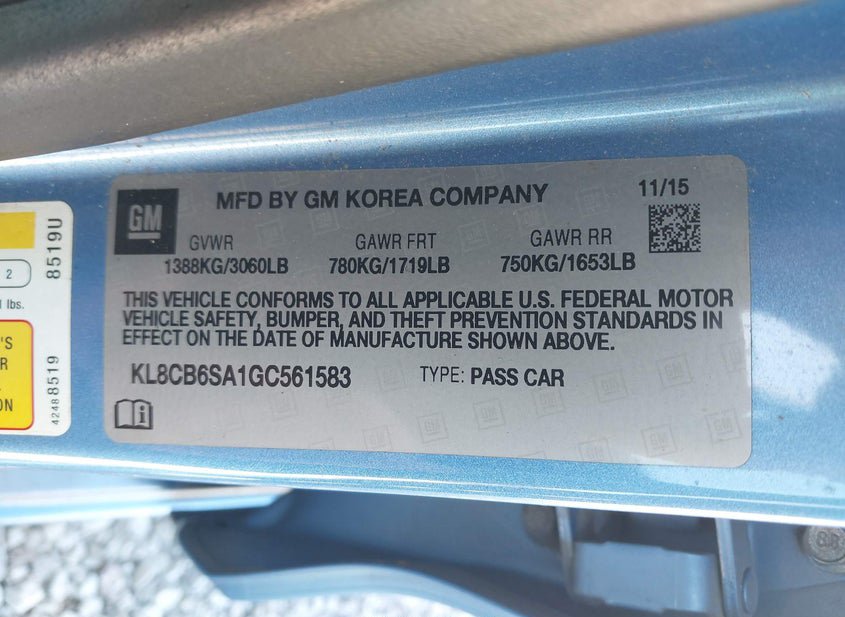 GM
MFD BY GM KOREA COMPANY
11/15
GVWR
GAWR FRT
GAWR RR
1388KG/3060LB
780KG/1719LB
750KG/1653LB
THIS VEHICLE CONFORMS TO ALL APPLICABLE U.S. FEDERAL MOTOR
VEHICLE SAFETY, BUMPER, AND THEFT PREVENTION STANDARDS IN
EFFECT ON THE DATE OF MANUFACTURE SHOWN ABOVE.
KL8CB6SA1GC561583
TYPE: PASS CAR
8519U
2
lbs.
'S
R
ON
42488519